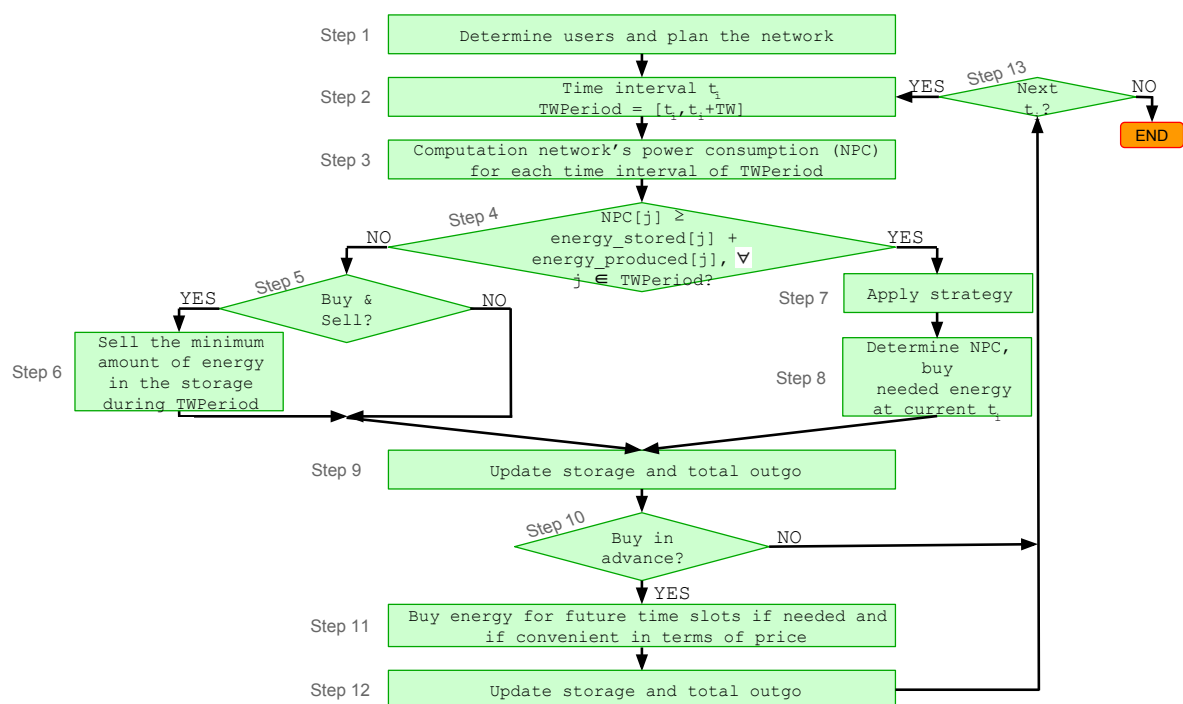 Step 1
Determine users and plan the network
Step 2
Time interval tᵢ
TWPeriod = [tᵢ,tᵢ+TW]
YES
Step 13
Next
tᵢ?
NO
END
Step 3
Computation network's power consumption (NPC)
for each time interval of TWPeriod
Step 4
NPC[j] ≥
energy_stored[j] +
energy_produced[j], ∀
j ∈ TWPeriod?
NO
YES
Step 5
Buy &
Sell?
YES
NO
Step 7
Apply strategy
Step 6
Sell the minimum
amount of energy
in the storage
during TWPeriod
Step 8
Determine NPC,
buy
needed energy
at current tᵢ
Step 9
Update storage and total outgo
Step 10
Buy in
advance?
NO
YES
Step 11
Buy energy for future time slots if needed and
if convenient in terms of price
Step 12
Update storage and total outgo